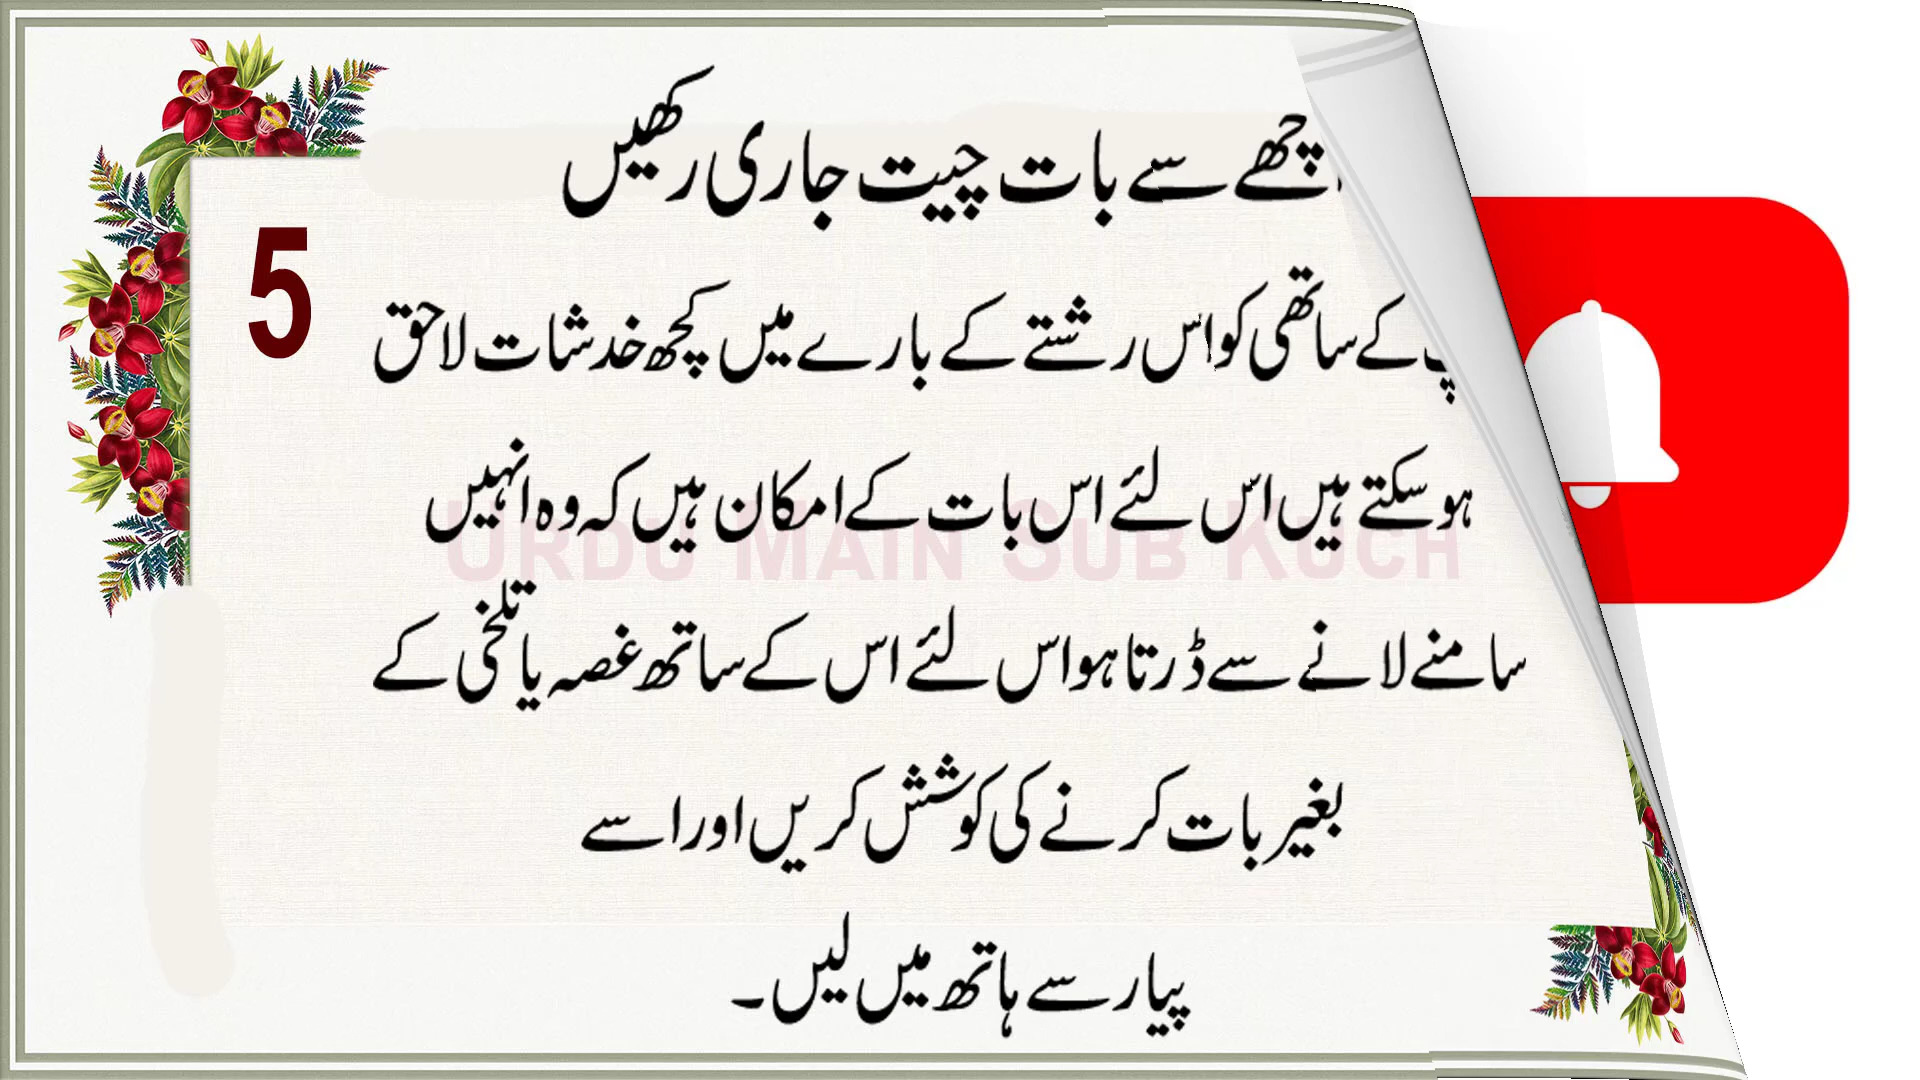 چھے سے بات چیت جاری رکھیں
5
کے ساتھی کو اس رشتے کے بارے میں کچھ خدشات لاحق
ہو سکتے ہیں اس لئے اس بات کے امکان ہیں کہ وہ انہیں
URDU MAIN SUB KUCH
سامنے لانے سے ڈرتا ہو اس لئے اس کے ساتھ غصہ یا تلخی کے
بغیر بات کرنے کی کوشش کریں اور اسے
پیار سے ہاتھ میں لیں۔